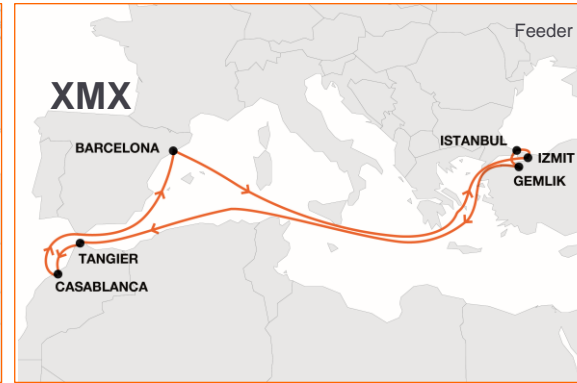 Feeder
XMX
BARCELONA
ISTANBUL
IZMIT
GEMLIK
TANGIER
CASABLANCA